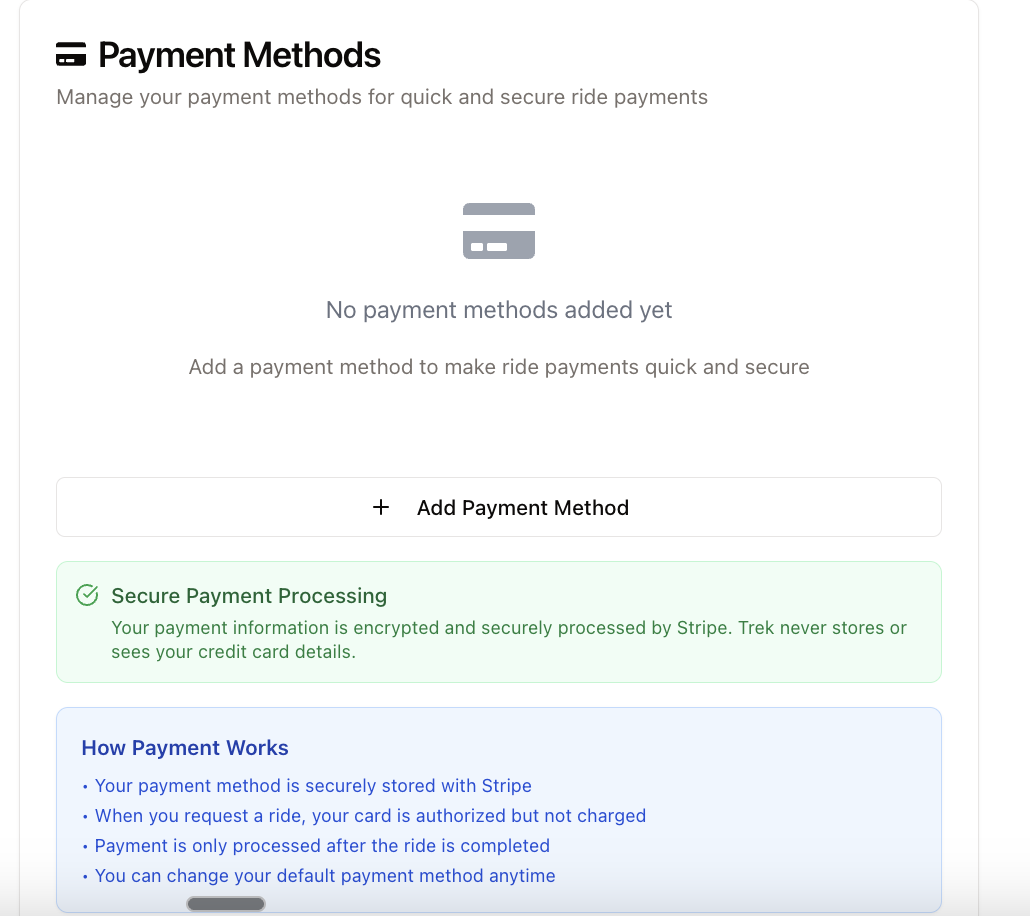 Payment Methods
Manage your payment methods for quick and secure ride payments
No payment methods added yet
Add a payment method to make ride payments quick and secure
+ Add Payment Method
Secure Payment Processing
Your payment information is encrypted and securely processed by Stripe. Trek never stores or
sees your credit card details.
How Payment Works
• Your payment method is securely stored with Stripe
• When you request a ride, your card is authorized but not charged
• Payment is only processed after the ride is completed
• You can change your default payment method anytime